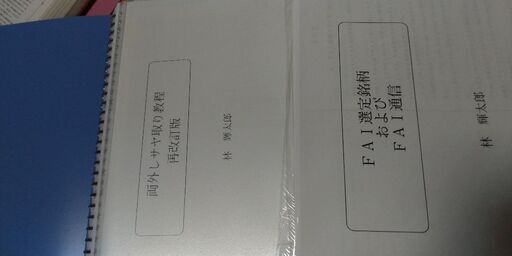 両外しサヤ取り教程
再改訂版
林 輝太郎
ＦＡＩ選定銘柄
および
ＦＡＩ通信
林 輝太郎